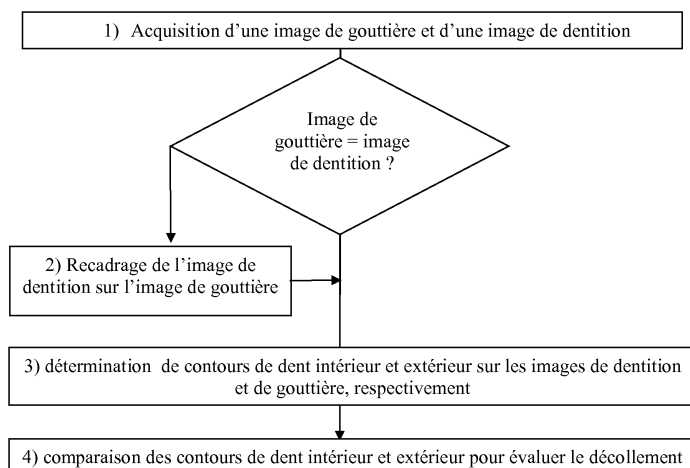 1) Acquisition d’une image de gouttière et d’une image de dentition
Image de
gouttière = image
de dentition ?
2) Recadrage de l’image de
dentition sur l’image de gouttière
3) détermination de contours de dent intérieur et extérieur sur les images de dentition
et de gouttière, respectivement
4) comparaison des contours de dent intérieur et extérieur pour évaluer le décollement